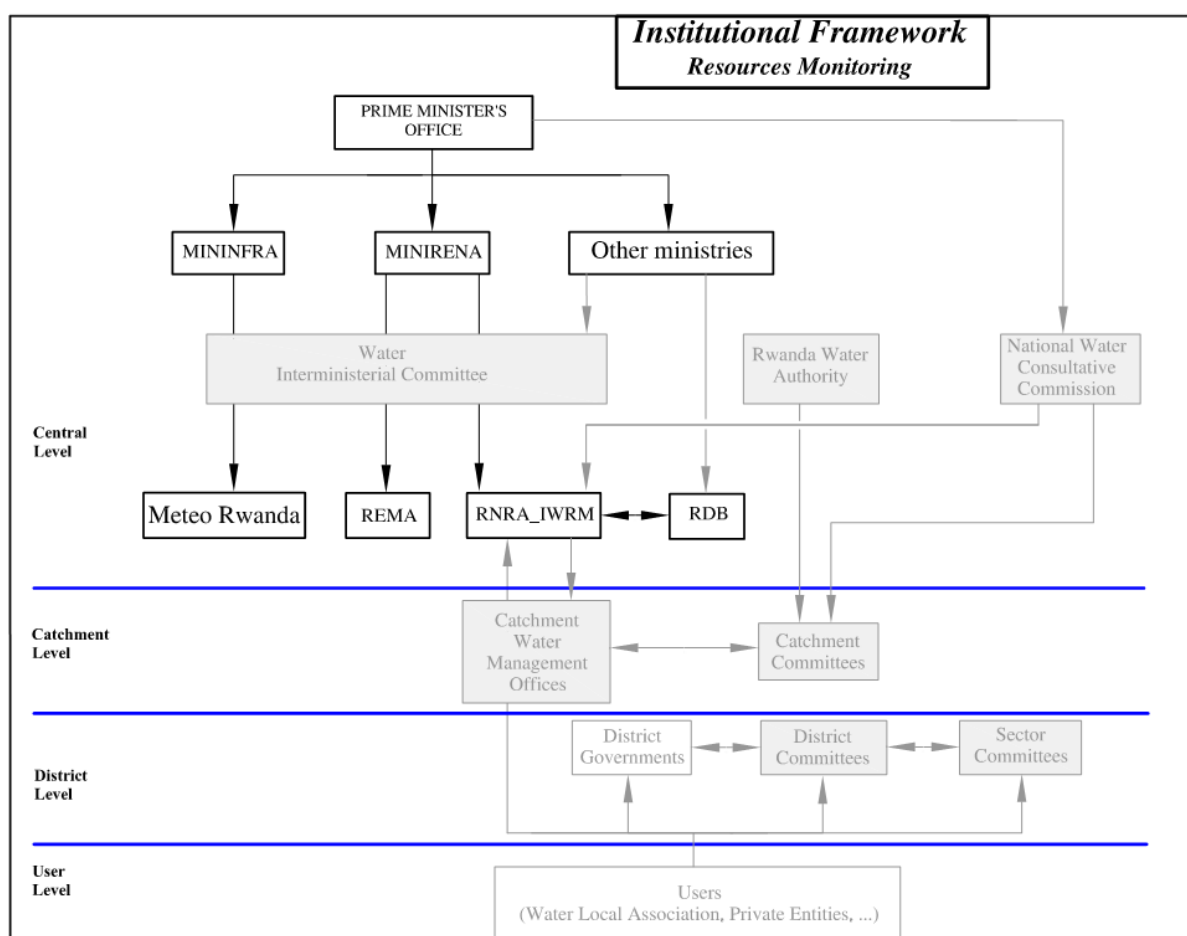 Institutional Framework
Resources Monitoring
PRIME MINISTER'S
OFFICE
MININFRA
MINIRENA
Other ministries
Water
Interministerial Committee
Rwanda Water
Authority
National Water
Consultative
Commission
Central
Level
Meteo Rwanda
REMA
RNRA_IWRM
RDB
Catchment
Level
Catchment
Water
Management
Offices
Catchment
Committees
District
Level
District
Governments
District
Committees
Sector
Committees
User
Level
Users
(Water Local Association, Private Entities, ...)